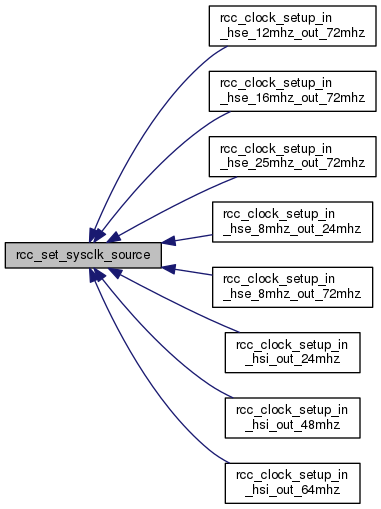 rcc_clock_setup_in
_hse_12mhz_out_72mhz
rcc_clock_setup_in
_hse_16mhz_out_72mhz
rcc_clock_setup_in
_hse_25mhz_out_72mhz
rcc_clock_setup_in
_hse_8mhz_out_24mhz
rcc_set_sysclk_source
rcc_clock_setup_in
_hse_8mhz_out_72mhz
rcc_clock_setup_in
_hsi_out_24mhz
rcc_clock_setup_in
_hsi_out_48mhz
rcc_clock_setup_in
_hsi_out_64mhz